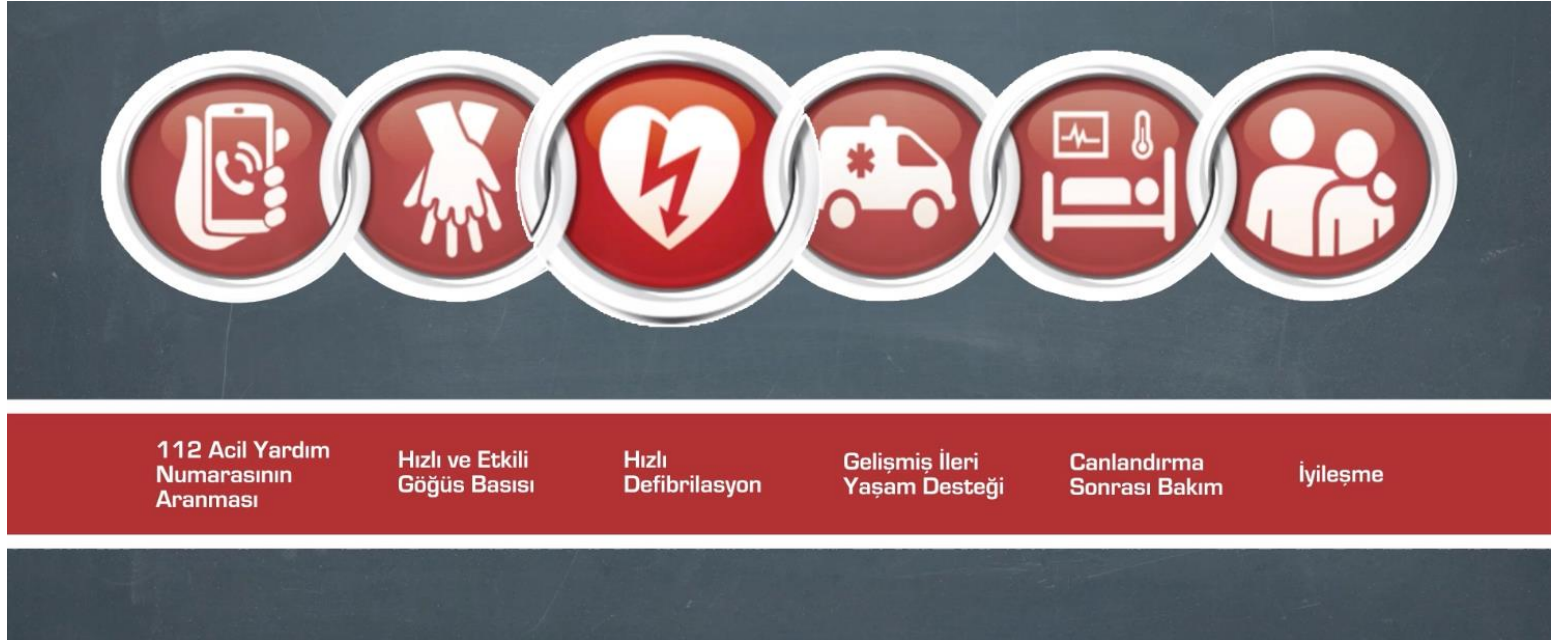 112 Acil Yardım
Numarasının
Aranması
Hızlı ve Etkili
Göğüs Basısı
Hızlı
Defibrilasyon
Gelişmiş İleri
Yaşam Desteği
Canlandırma
Sonrası Bakım
İyileşme